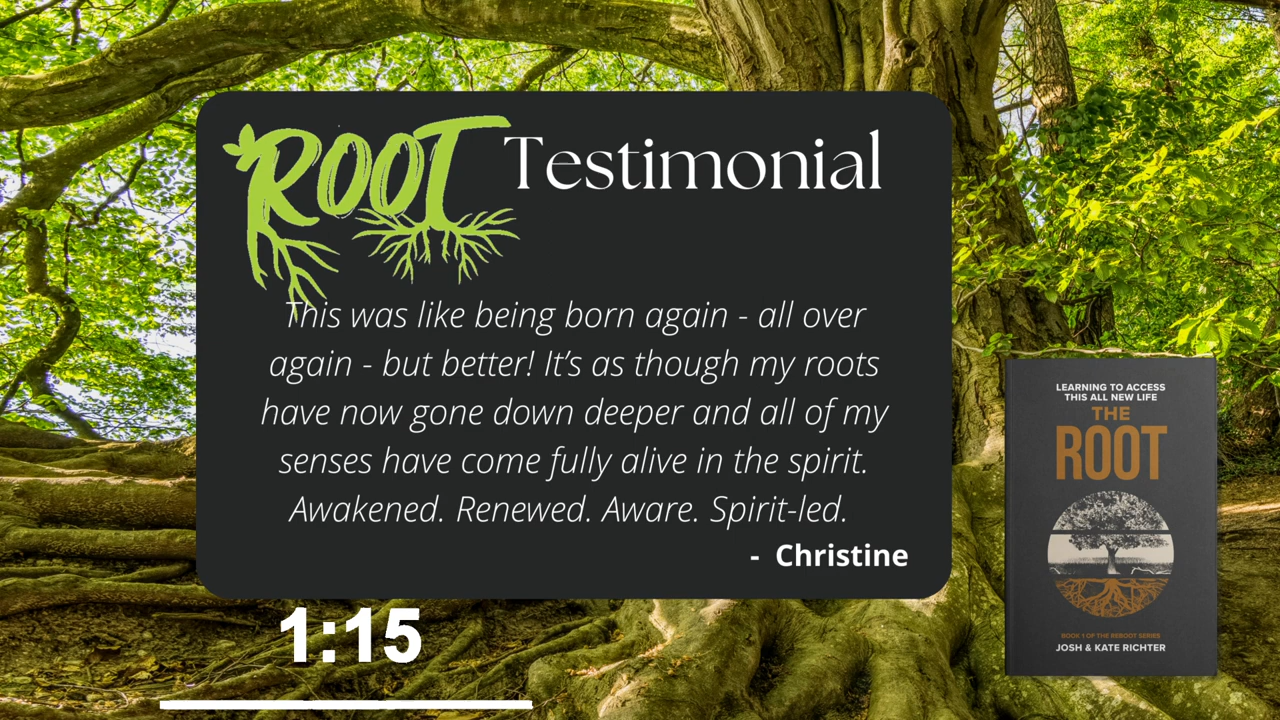 ROOT Testimonial
This was like being born again - all over
again - but better! It’s as though my roots
have now gone down deeper and all of my
senses have come fully alive in the spirit.
Awakened. Renewed. Aware. Spirit-led.
- Christine
1:15
LEARNING TO ACCESS
THIS ALL NEW LIFE
THE
ROOT
BOOK 1 OF THE REBOOT SERIES
JOSH & KATE RICHTER